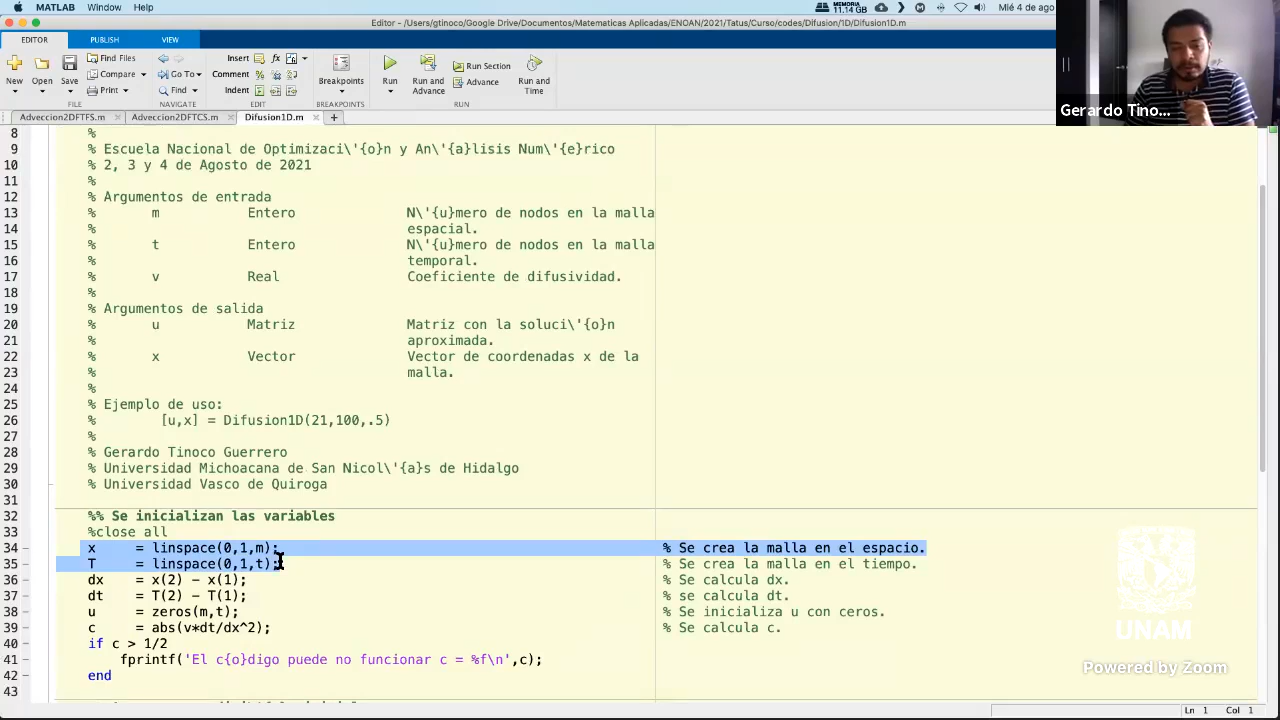 MATLAB Window Help
MEMORIA 11.14 GB Mié 4 de ago
Editor - /Users/gtinoco/Google Drive/Documentos/Matematicas Aplicadas/ENOAN/2021/Tatus/Curso/codes/Difusion/1D/Difusion1D.m
EDITOR PUBLISH VIEW
New Open Save Find Files Compare Print Go To Find Insert Comment Indent Breakpoints Run Run and Advance Run Section Advance Run and Time
FILE NAVIGATE EDIT BREAKPOINTS RUN
Gerardo Tino...
Adveccion2DFTFS.m Adveccion2DFTCS.m Difusion1D.m
8 %
9 % Escuela Nacional de Optimizaci\'{o}n y An\'{a}lisis Num\'{e}rico
10 % 2, 3 y 4 de Agosto de 2021
11 %
12 % Argumentos de entrada
13 % m Entero N\'{u}mero de nodos en la malla
14 % espacial.
15 % t Entero N\'{u}mero de nodos en la malla
16 % temporal.
17 % v Real Coeficiente de difusividad.
18 %
19 % Argumentos de salida
20 % u Matriz Matriz con la soluci\'{o}n
21 % aproximada.
22 % x Vector Vector de coordenadas x de la
23 % malla.
24 %
25 % Ejemplo de uso:
26 % [u,x] = Difusion1D(21,100,.5)
27 %
28 % Gerardo Tinoco Guerrero
29 % Universidad Michoacana de San Nicol\'{a}s de Hidalgo
30 % Universidad Vasco de Quiroga
31
32 %% Se inicializan las variables
33 %close all
34 x = linspace(0,1,m); % Se crea la malla en el espacio.
35 T = linspace(0,1,t); % Se crea la malla en el tiempo.
36 dx = x(2) - x(1); % Se calcula dx.
37 dt = T(2) - T(1); % se calcula dt.
38 u = zeros(m,t); % Se inicializa u con ceros.
39 c = abs(v*dt/dx^2); % Se calcula c.
40 if c > 1/2
41 fprintf('El c{o}digo puede no funcionar c = %f\n',c);
42 end
43
UNAM
Powered by Zoom
Ln 1 Col 1